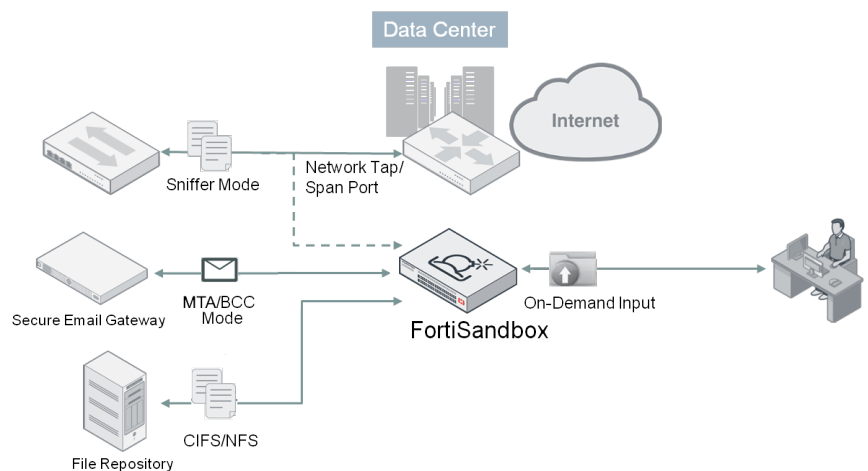 Data Center
Internet
Sniffer Mode
Network Tap/
Span Port
Secure Email Gateway
MTA/BCC
Mode
On-Demand Input
FortiSandbox
CIFS/NFS
File Repository